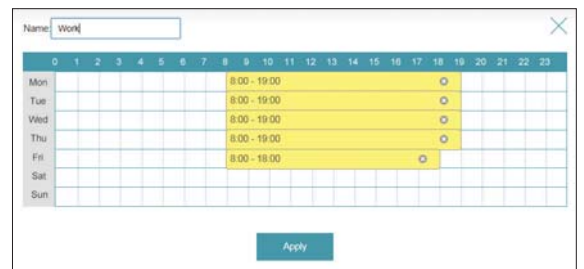 Name: Work
0 1 2 3 4 5 6 7 8 9 10 11 12 13 14 15 16 17 18 19 20 21 22 23
Mon 8:00 - 19:00
Tue 8:00 - 19:00
Wed 8:00 - 19:00
Thu 8:00 - 19:00
Fri 8:00 - 18:00
Sat
Sun
Apply